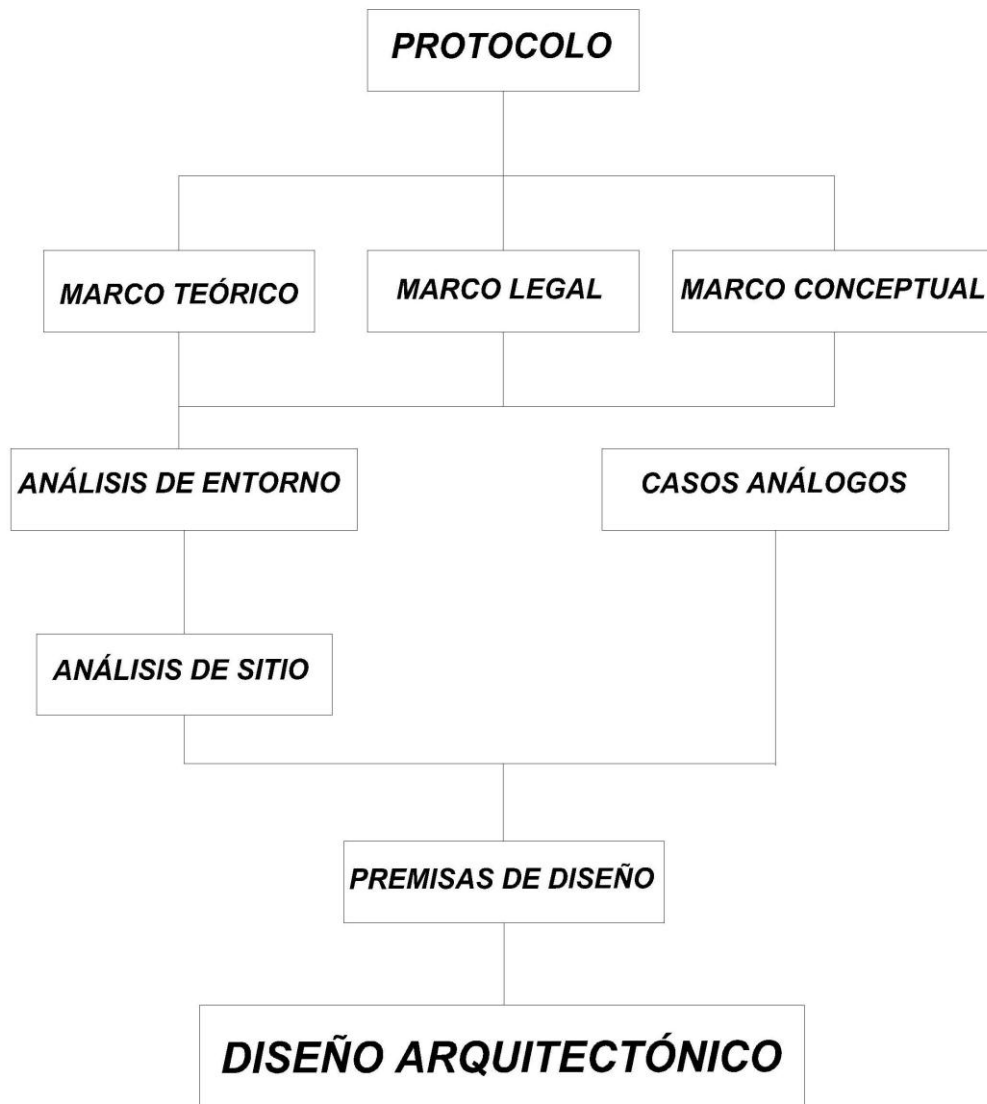 PROTOCOLO
MARCO TEÓRICO
MARCO LEGAL
MARCO CONCEPTUAL
ANÁLISIS DE ENTORNO
CASOS ANÁLOGOS
ANÁLISIS DE SITIO
PREMISAS DE DISEÑO
DISEÑO ARQUITECTÓNICO